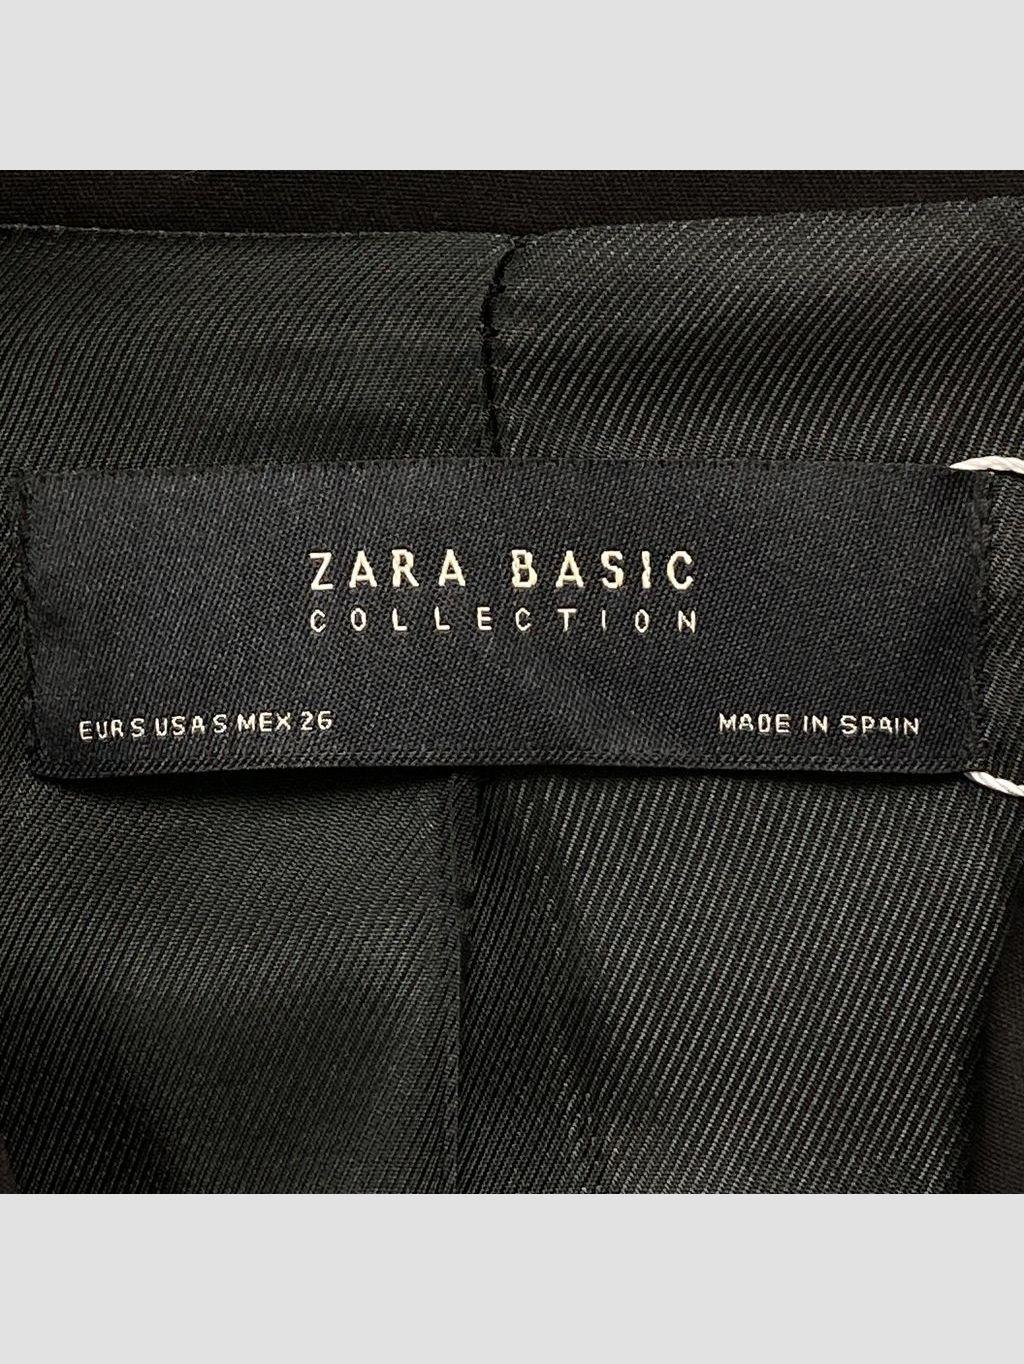 ZARA BASIC
COLLECTION
EUR S USA S MEX 26
MADE IN SPAIN